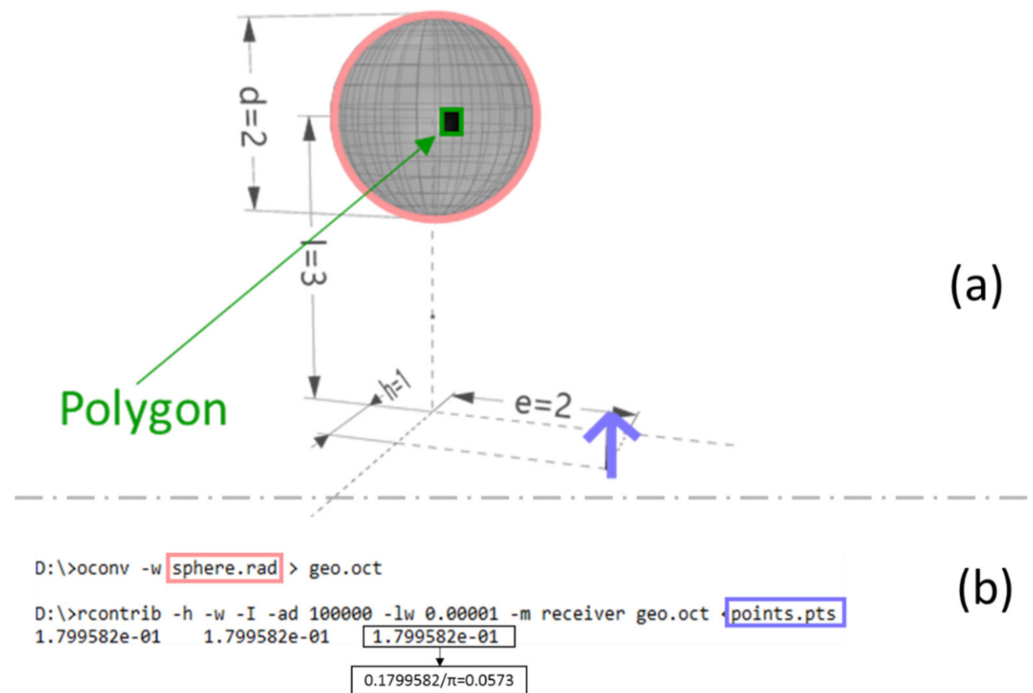 d=2
l=3
Polygon
h=1
e=2
(a)
D:\>oconv -w sphere.rad > geo.oct
D:\>rcontrib -h -w -I -ad 100000 -lw 0.00001 -m receiver geo.oct points.pts
1.799582e-01 1.799582e-01 1.799582e-01
0.1799582/π=0.0573
(b)